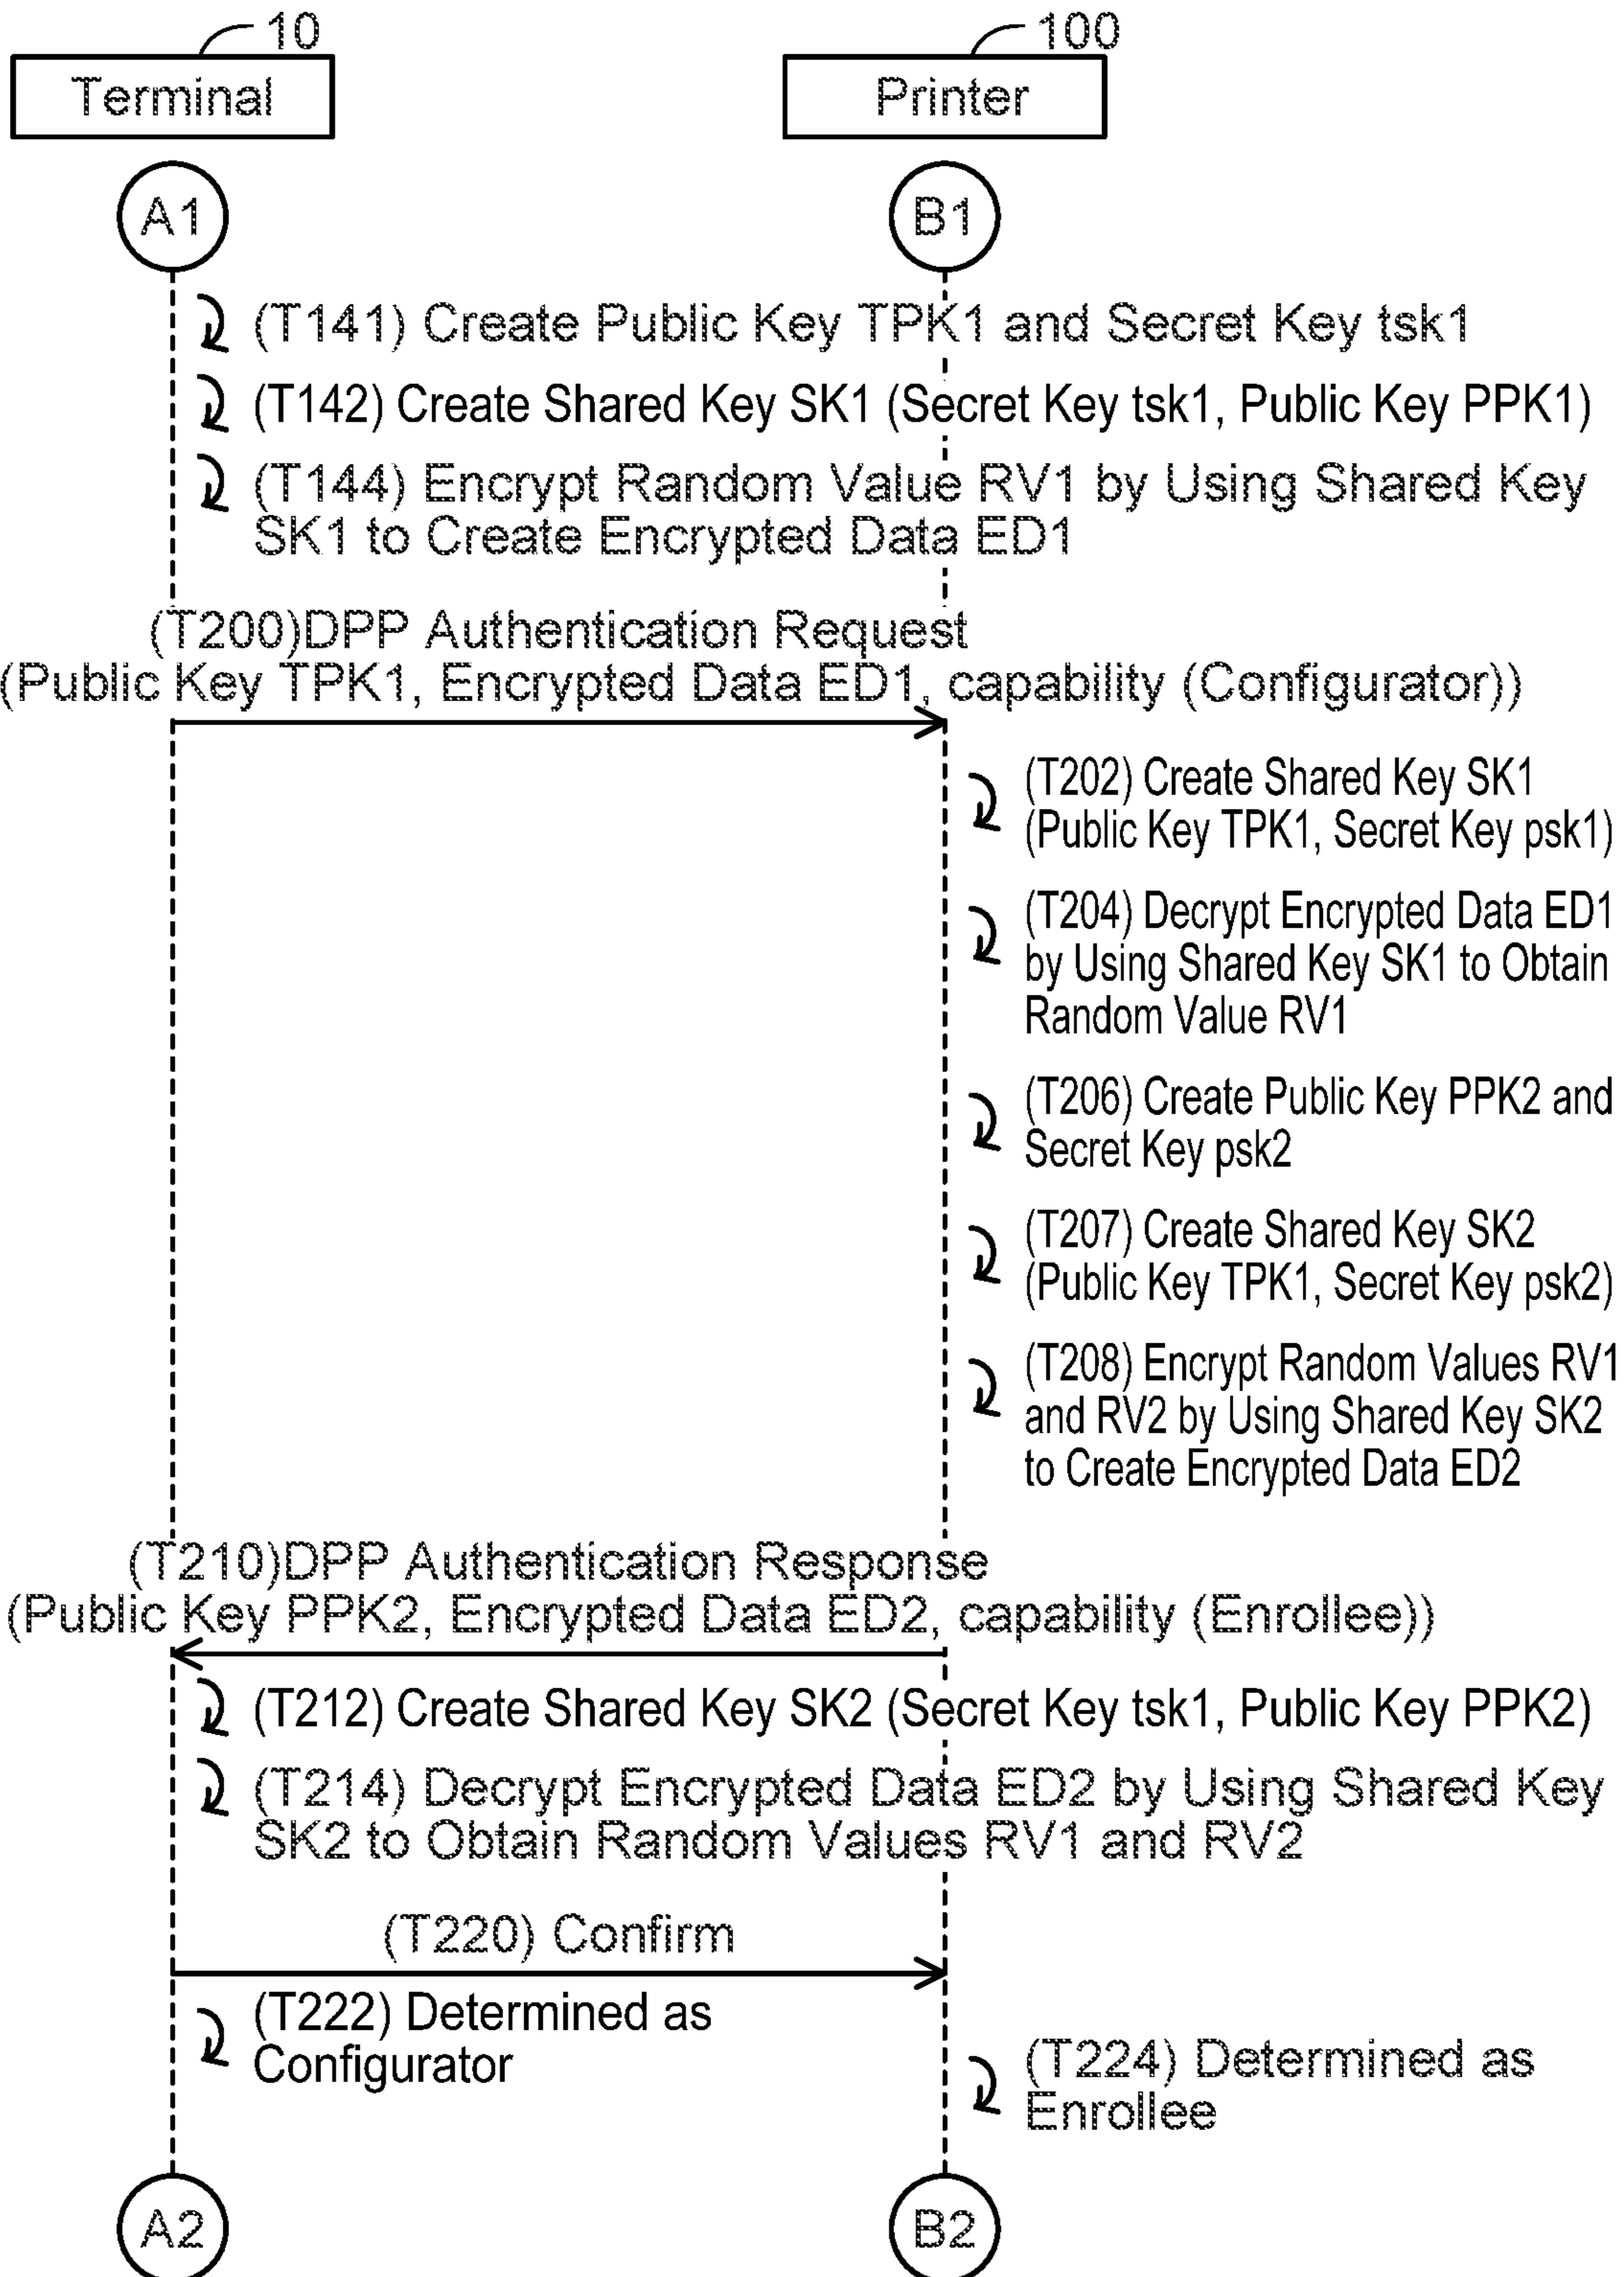 10
100
Terminal
Printer
A1
B1
(T141) Create Public Key TPK1 and Secret Key tsk1
(T142) Create Shared Key SK1 (Secret Key tsk1, Public Key PPK1)
(T144) Encrypt Random Value RV1 by Using Shared Key
SK1 to Create Encrypted Data ED1
(T200)DPP Authentication Request
(Public Key TPK1, Encrypted Data ED1, capability (Configurator))
(T202) Create Shared Key SK1
(Public Key TPK1, Secret Key psk1)
(T204) Decrypt Encrypted Data ED1
by Using Shared Key SK1 to Obtain
Random Value RV1
(T206) Create Public Key PPK2 and
Secret Key psk2
(T207) Create Shared Key SK2
(Public Key TPK1, Secret Key psk2)
(T208) Encrypt Random Values RV1
and RV2 by Using Shared Key SK2
to Create Encrypted Data ED2
(T210)DPP Authentication Response
(Public Key PPK2, Encrypted Data ED2, capability (Enrollee))
(T212) Create Shared Key SK2 (Secret Key tsk1, Public Key PPK2)
(T214) Decrypt Encrypted Data ED2 by Using Shared Key
SK2 to Obtain Random Values RV1 and RV2
(T220) Confirm
(T222) Determined as
Configurator
(T224) Determined as
Enrollee
A2
B2